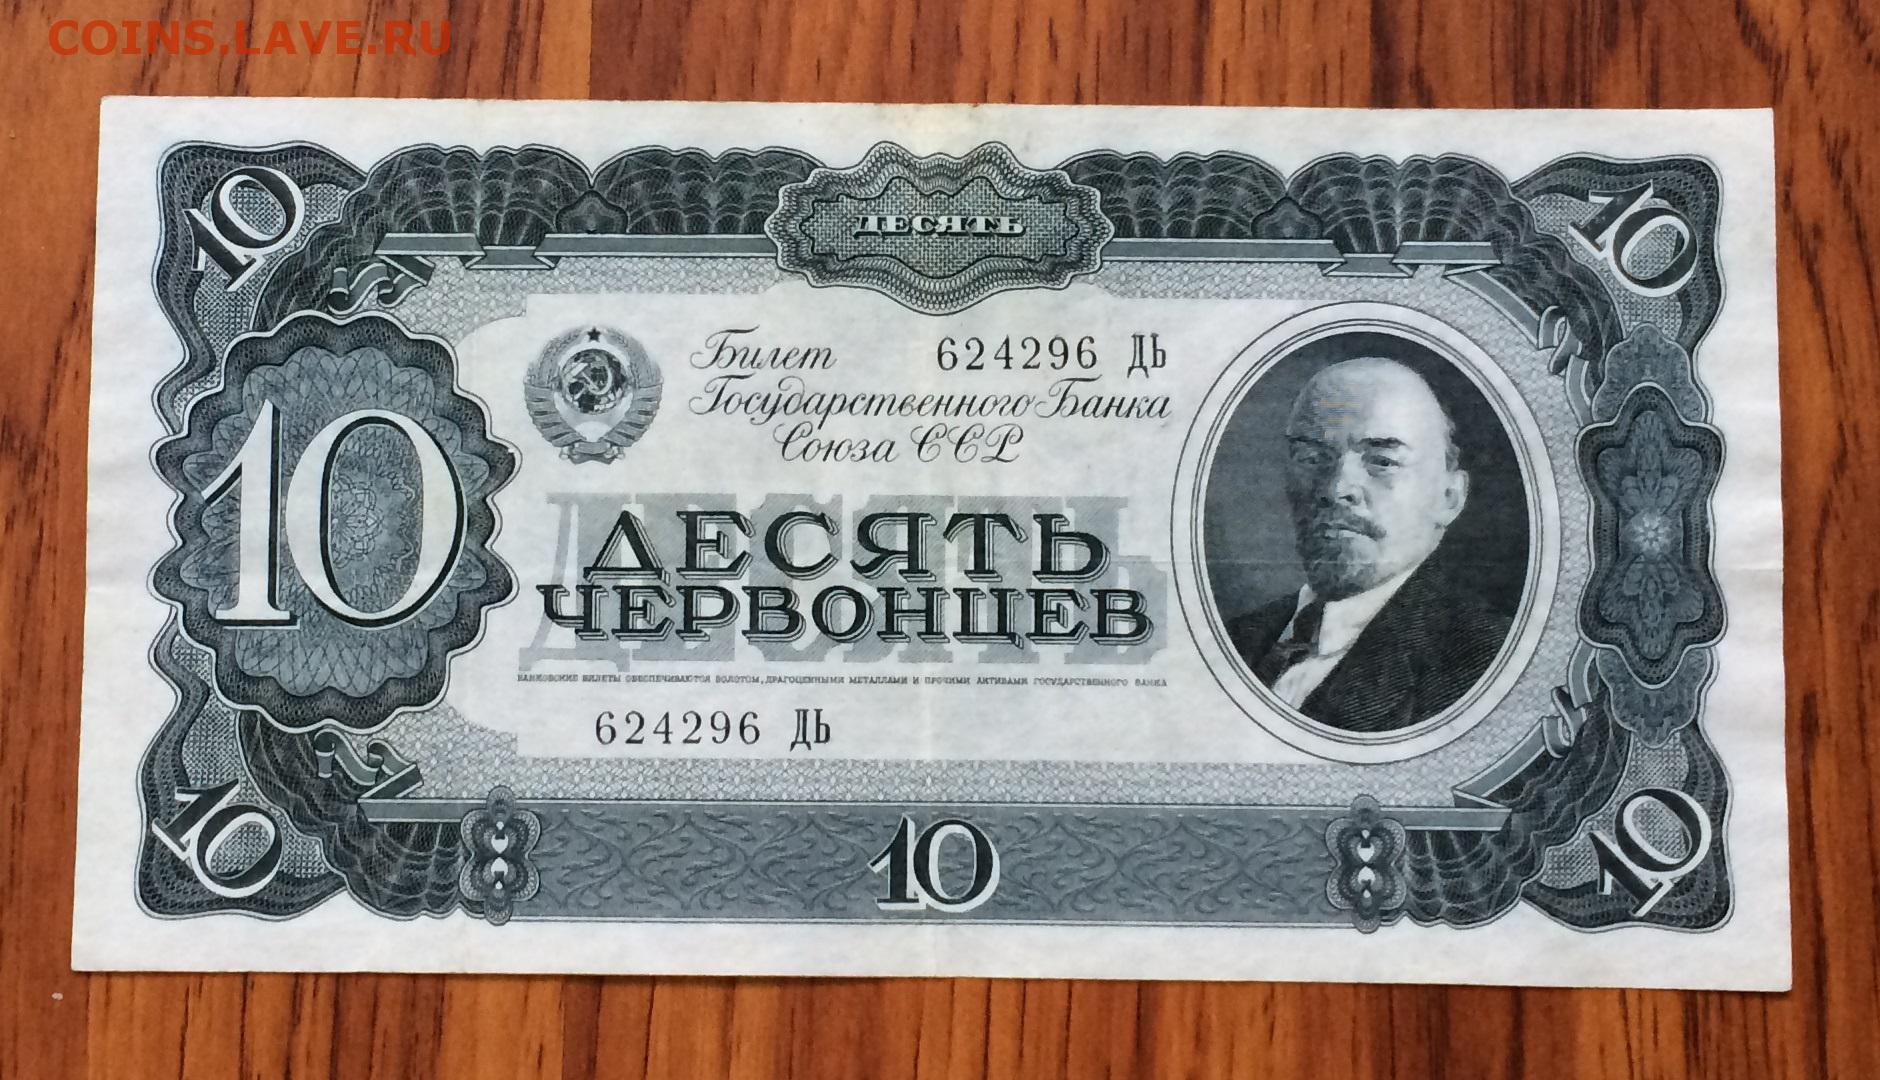 COINS.LAVE.RU
10
ДЕСЯТЬ
10
Билет 624296 ДЬ
Государственного Банка
Союза ССР
10
ДЕСЯТЬ
ДЕСЯТЬ
ЧЕРВОНЦЕВ
БАНКОВСКИЕ БИЛЕТЫ ОБЕСПЕЧИВАЮТСЯ ЗОЛОТОМ, ДРАГОЦЕННЫМИ МЕТАЛЛАМИ И ПРОЧИМИ АКТИВАМИ ГОСУДАРСТВЕННОГО БАНКА
624296 ДЬ
10
10
10